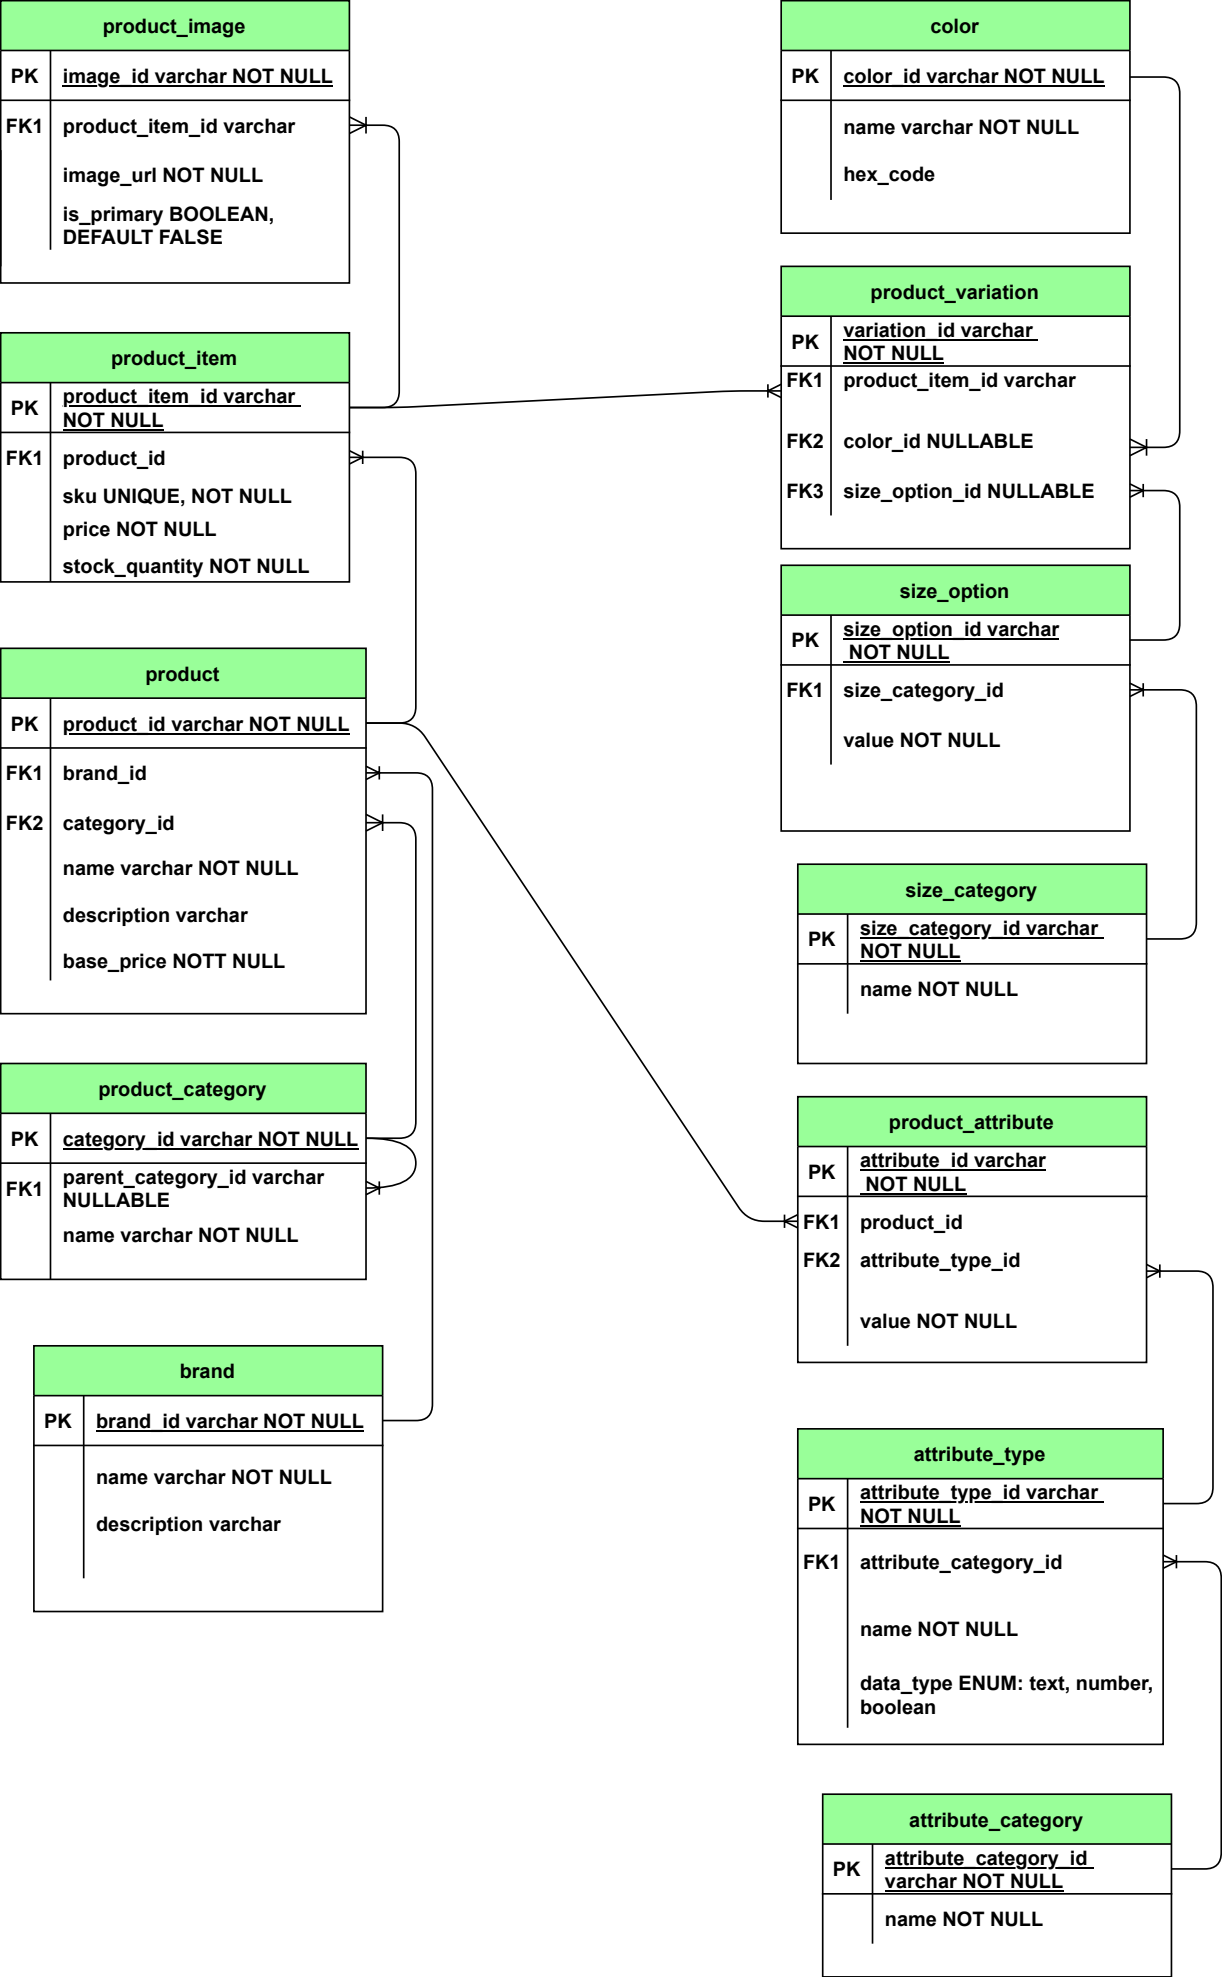 product_image
PK image_id varchar NOT NULL
FK1 product_item_id varchar
image_url NOT NULL
is_primary BOOLEAN,
DEFAULT FALSE
product_item
PK product_item_id varchar
NOT NULL
FK1 product_id
sku UNIQUE, NOT NULL
price NOT NULL
stock_quantity NOT NULL
product
PK product_id varchar NOT NULL
FK1 brand_id
FK2 category_id
name varchar NOT NULL
description varchar
base_price NOTT NULL
product_category
PK category_id varchar NOT NULL
FK1 parent_category_id varchar
NULLABLE
name varchar NOT NULL
brand
PK brand_id varchar NOT NULL
name varchar NOT NULL
description varchar
color
PK color_id varchar NOT NULL
name varchar NOT NULL
hex_code
product_variation
PK variation_id varchar
NOT NULL
FK1 product_item_id varchar
FK2 color_id NULLABLE
FK3 size_option_id NULLABLE
size_option
PK size_option_id varchar
NOT NULL
FK1 size_category_id
value NOT NULL
size_category
PK size_category_id varchar
NOT NULL
name NOT NULL
product_attribute
PK attribute_id varchar
NOT NULL
FK1 product_id
FK2 attribute_type_id
value NOT NULL
attribute_type
PK attribute_type_id varchar
NOT NULL
FK1 attribute_category_id
name NOT NULL
data_type ENUM: text, number,
boolean
attribute_category
PK attribute_category_id
varchar NOT NULL
name NOT NULL